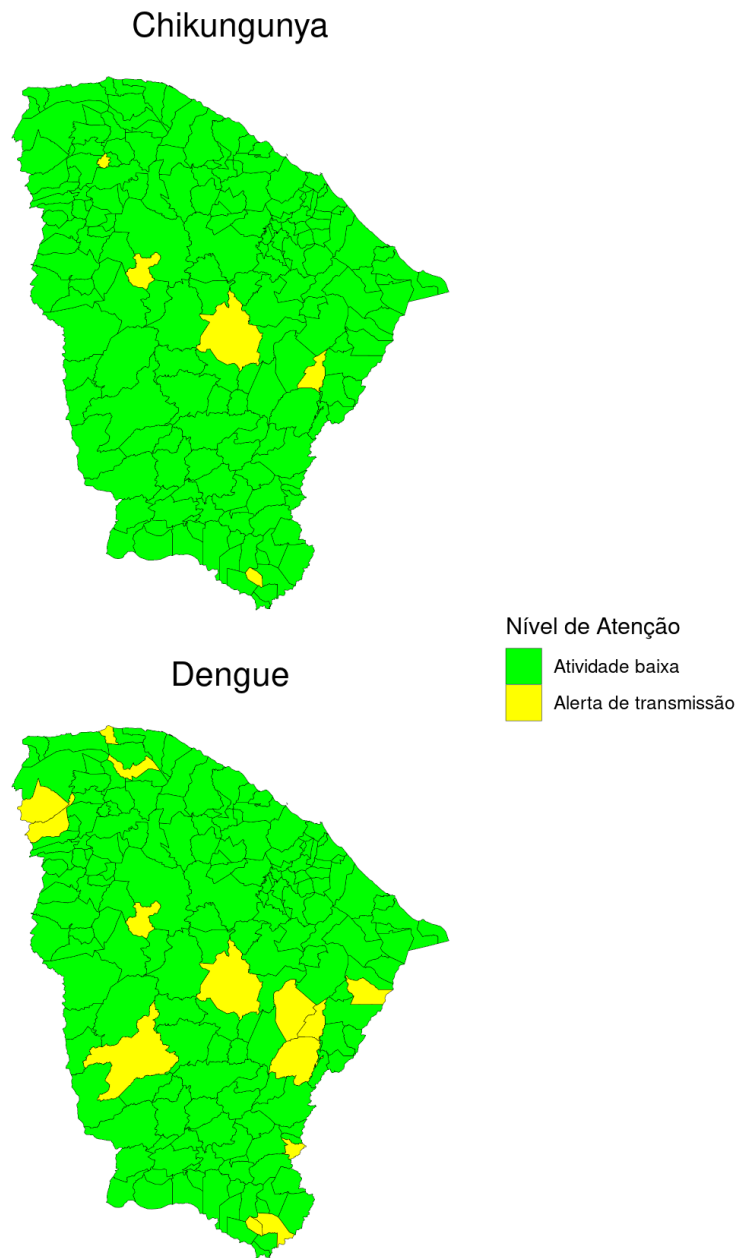 Chikungunya
Nível de Atenção
Atividade baixa
Alerta de transmissão
Dengue